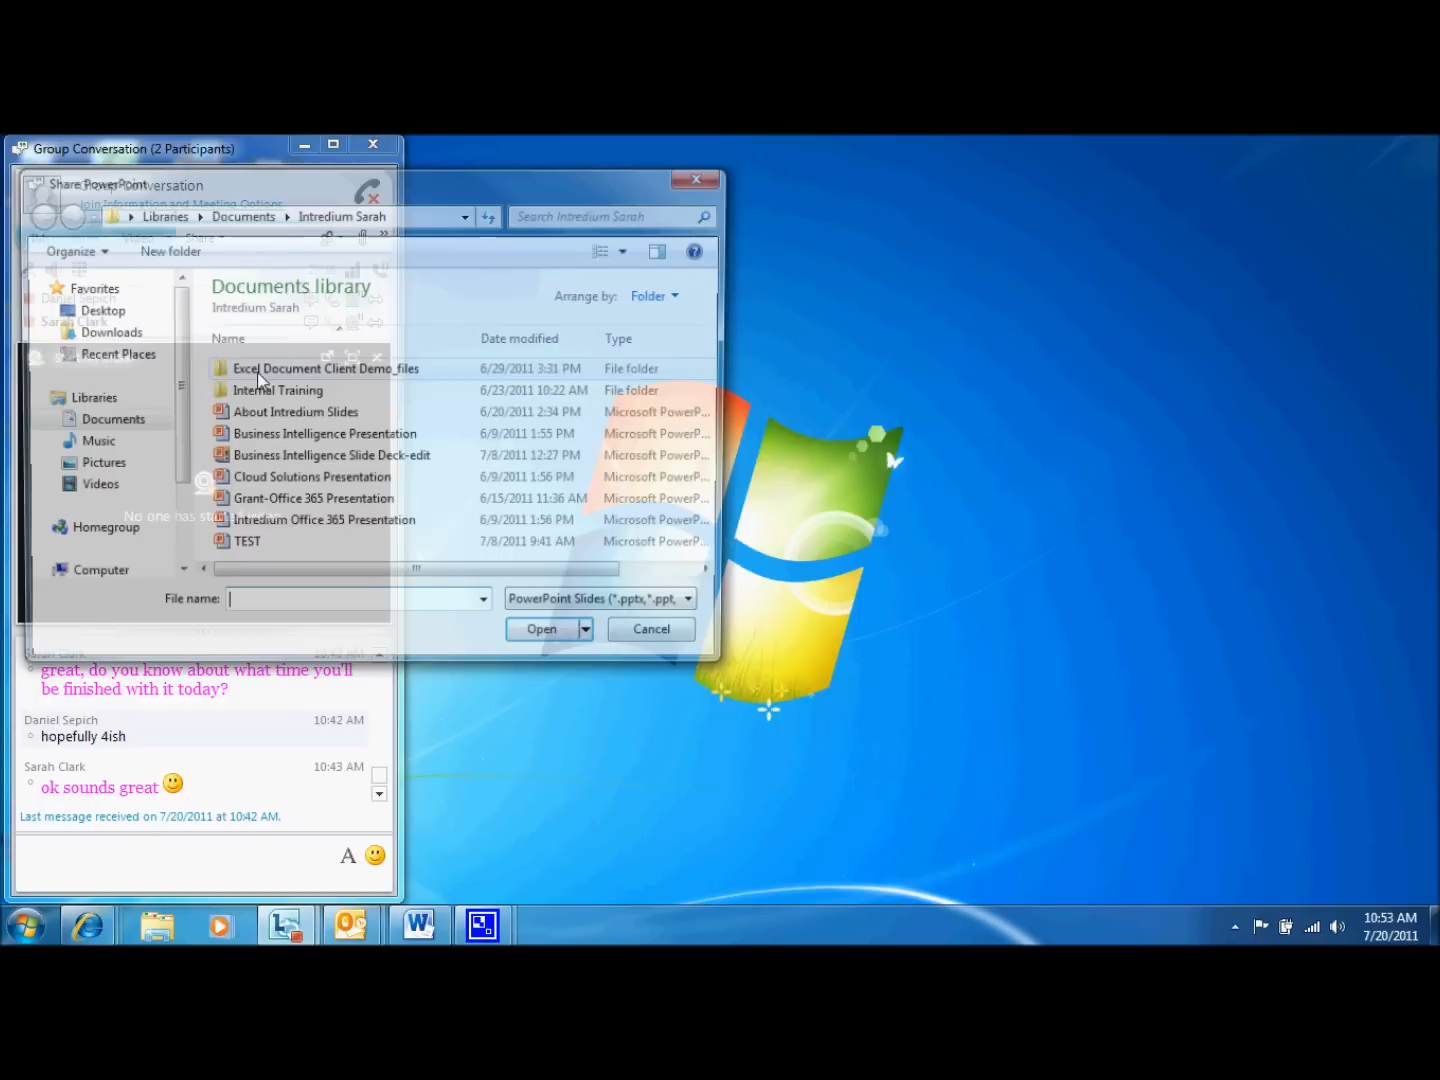 Group Conversation (2 Participants)
Share PowerPoint
Group Conversation
Join Information and Meeting Options
Libraries Documents Intredium Sarah
Search Intredium Sarah
Video Share
Organize New folder
Favorites
Desktop
Downloads
Recent Places
Libraries
Documents
Music
Pictures
Videos
Homegroup
Computer
Daniel Sepich
Sarah Clark
Documents library
Intredium Sarah
Arrange by: Folder
Name Date modified Type
Excel Document Client Demo_files 6/29/2011 3:31 PM File folder
Internal Training 6/23/2011 10:22 AM File folder
About Intredium Slides 6/20/2011 2:34 PM Microsoft PowerP...
Business Intelligence Presentation 6/9/2011 1:55 PM Microsoft PowerP...
Business Intelligence Slide Deck-edit 7/8/2011 12:27 PM Microsoft PowerP...
Cloud Solutions Presentation 6/9/2011 1:56 PM Microsoft PowerP...
Grant-Office 365 Presentation 6/15/2011 11:36 AM Microsoft PowerP...
Intredium Office 365 Presentation 6/9/2011 1:56 PM Microsoft PowerP...
TEST 7/8/2011 9:41 AM Microsoft PowerP...
No one has
File name:
PowerPoint Slides (*.pptx,*.ppt,
Open Cancel
Sarah Clark 10:42 AM
great, do you know about what time you'll
be finished with it today?
Daniel Sepich 10:42 AM
hopefully 4ish
Sarah Clark 10:43 AM
ok sounds great
Last message received on 7/20/2011 at 10:42 AM.
A
10:53 AM
7/20/2011